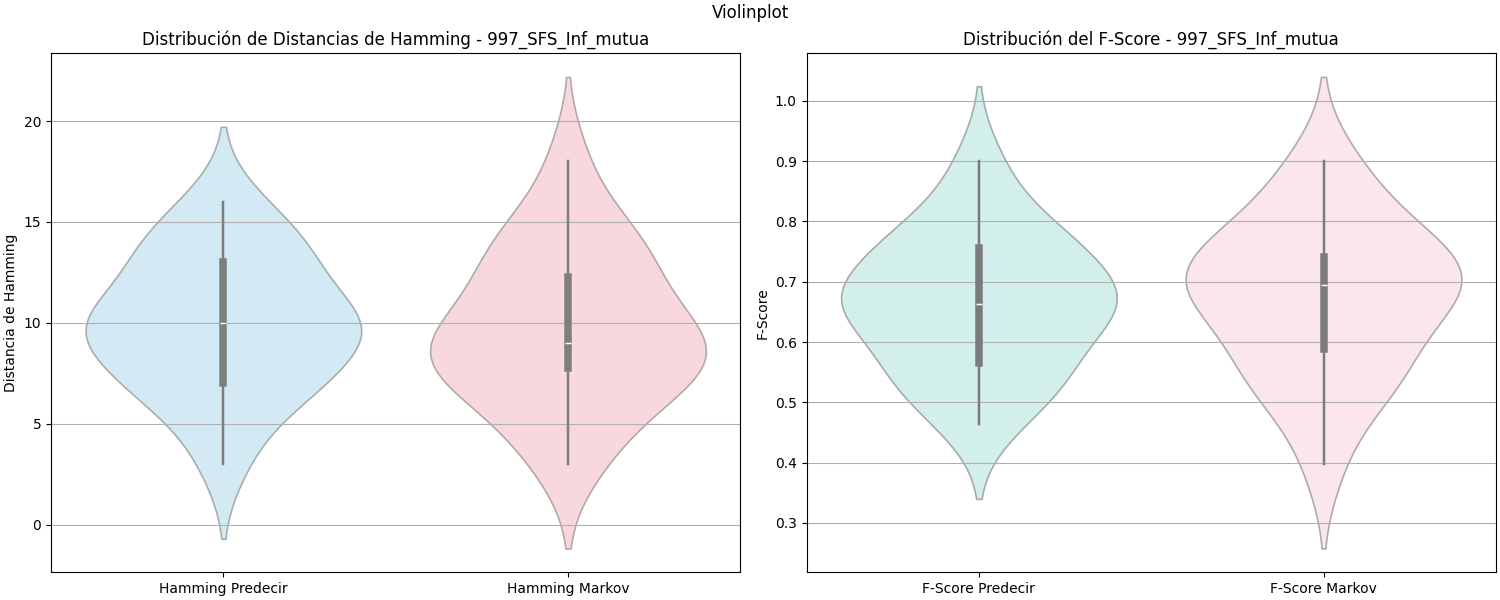 Violinplot
Distribución de Distancias de Hamming - 997_SFS_Inf_mutua
Distancia de Hamming
20
15
10
5
0
Hamming Predecir
Hamming Markov
Distribución del F-Score - 997_SFS_Inf_mutua
F-Score
1.0
0.9
0.8
0.7
0.6
0.5
0.4
0.3
F-Score Predecir
F-Score Markov